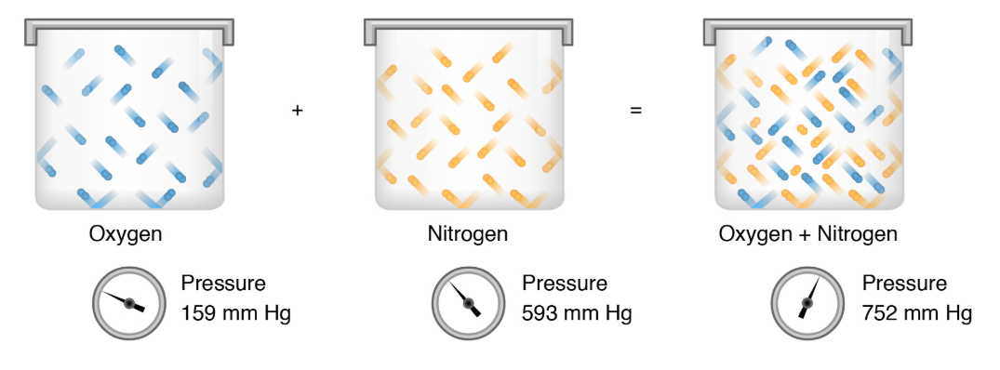 +
=
Oxygen
Nitrogen
Oxygen + Nitrogen
Pressure
159 mm Hg
Pressure
593 mm Hg
Pressure
752 mm Hg